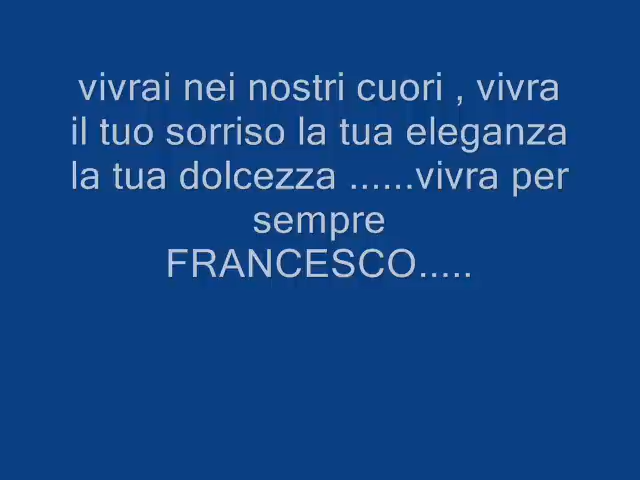 vivrai nei nostri cuori , vivra
il tuo sorriso la tua eleganza
la tua dolcezza ......vivra per
sempre
FRANCESCO.....